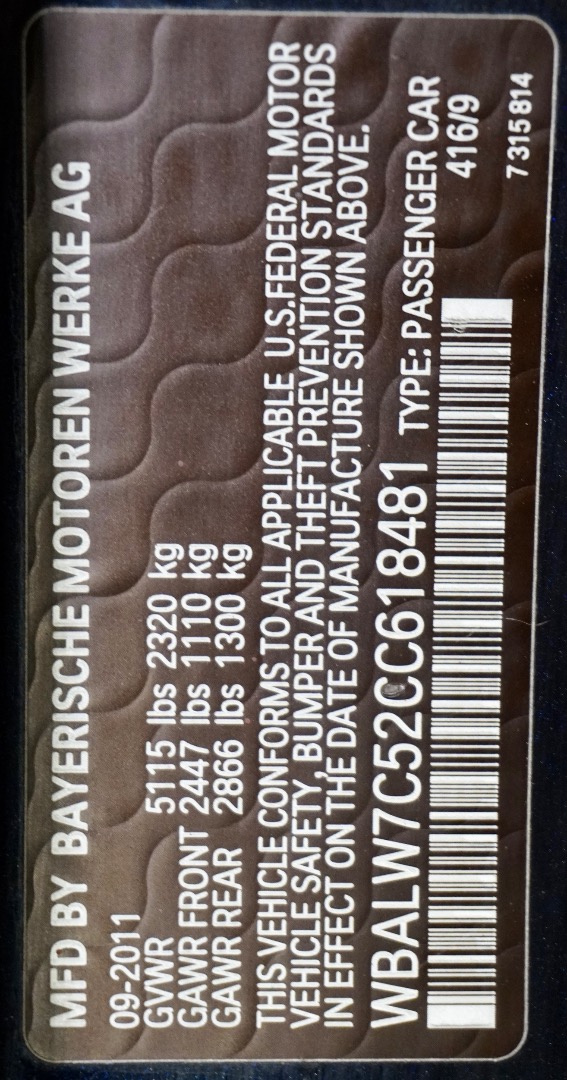 MFD BY BAYERISCHE MOTOREN WERKE AG
09-2011
GVWR 5115 lbs 2320 kg
GAWR FRONT 2447 lbs 1110 kg
GAWR REAR 2866 lbs 1300 kg
THIS VEHICLE CONFORMS TO ALL APPLICABLE U.S.FEDERAL MOTOR
VEHICLE SAFETY, BUMPER AND THEFT PREVENTION STANDARDS
IN EFFECT ON THE DATE OF MANUFACTURE SHOWN ABOVE.
WBALW7C52CC618481 TYPE: PASSENGER CAR
416/9
7 315 814